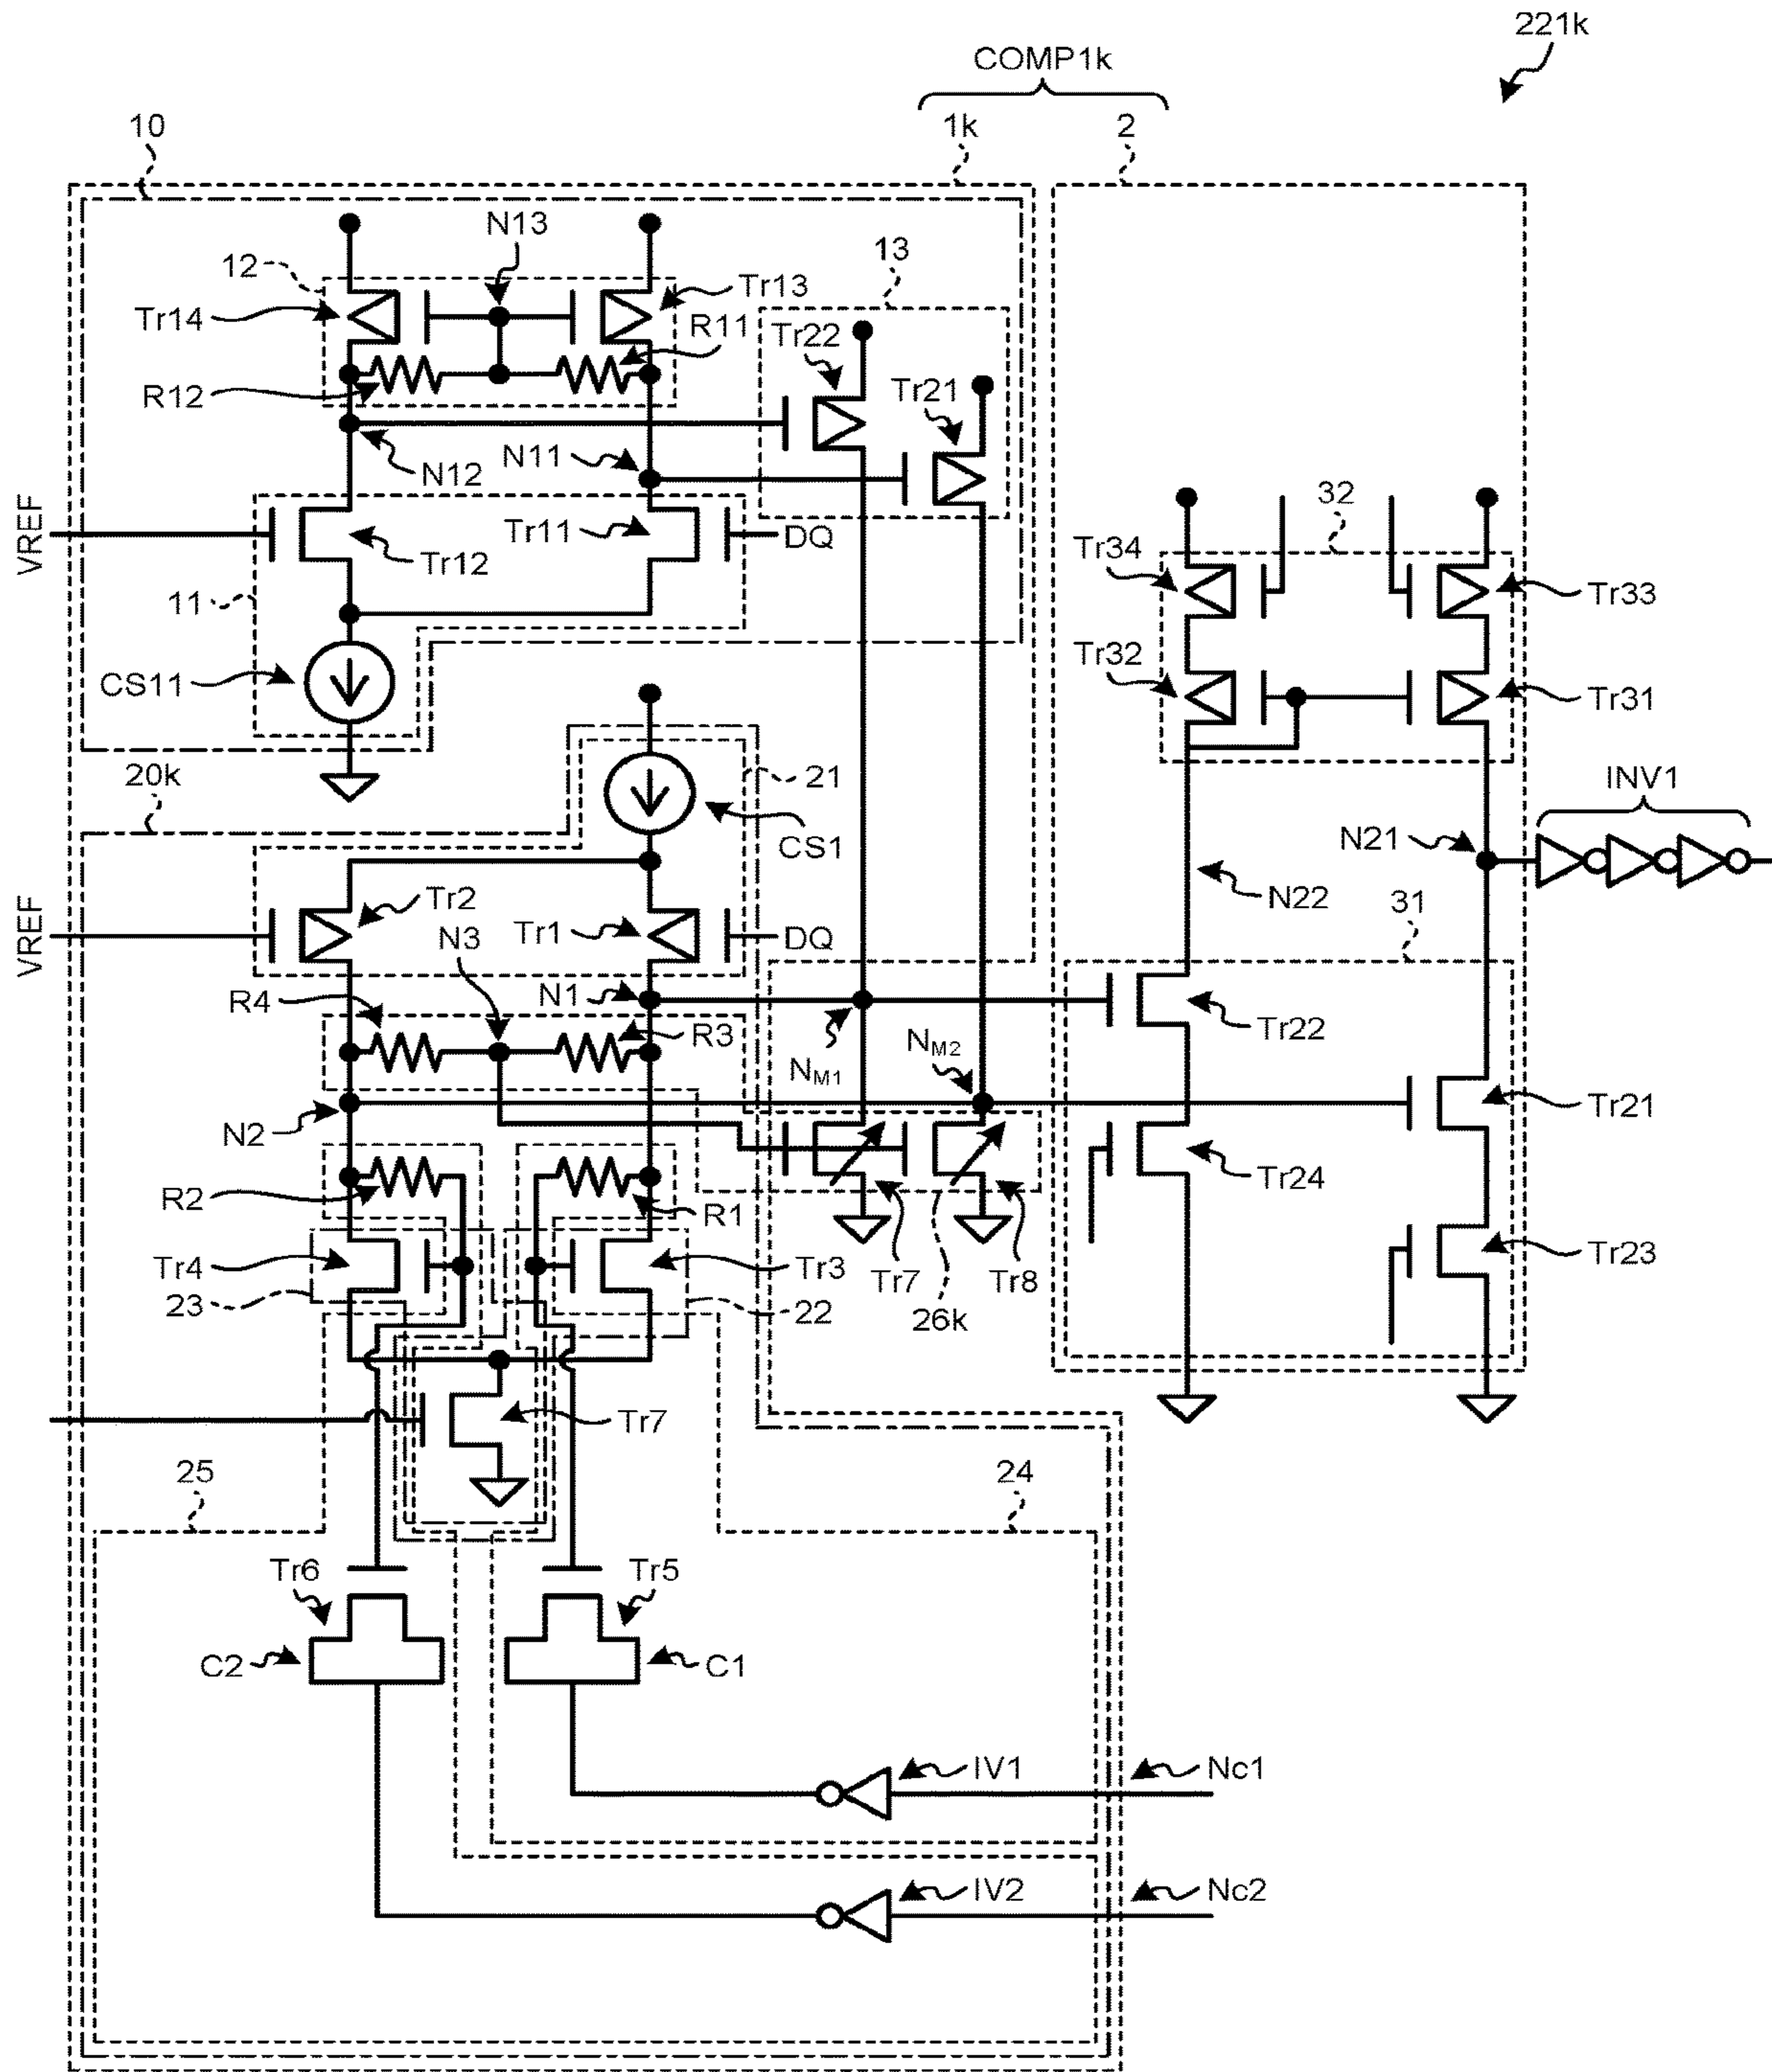 221k
COMP1k
10
1k
2
N13
13
12
Tr14
Tr13
R11
Tr22
R12
Tr21
N12
N11
32
VREF
Tr12
Tr11
DQ
Tr34
Tr33
11
CS11
Tr32
Tr31
20k
21
INV1
CS1
N21
N22
VREF
Tr2
N3
Tr1
DQ
31
R4
N1
R3
Tr22
NM1
NM2
N2
Tr21
R2
R1
Tr24
Tr4
Tr3
Tr7
Tr8
Tr23
23
22
26k
Tr7
25
24
Tr6
Tr5
C2
C1
IV1
Nc1
IV2
Nc2